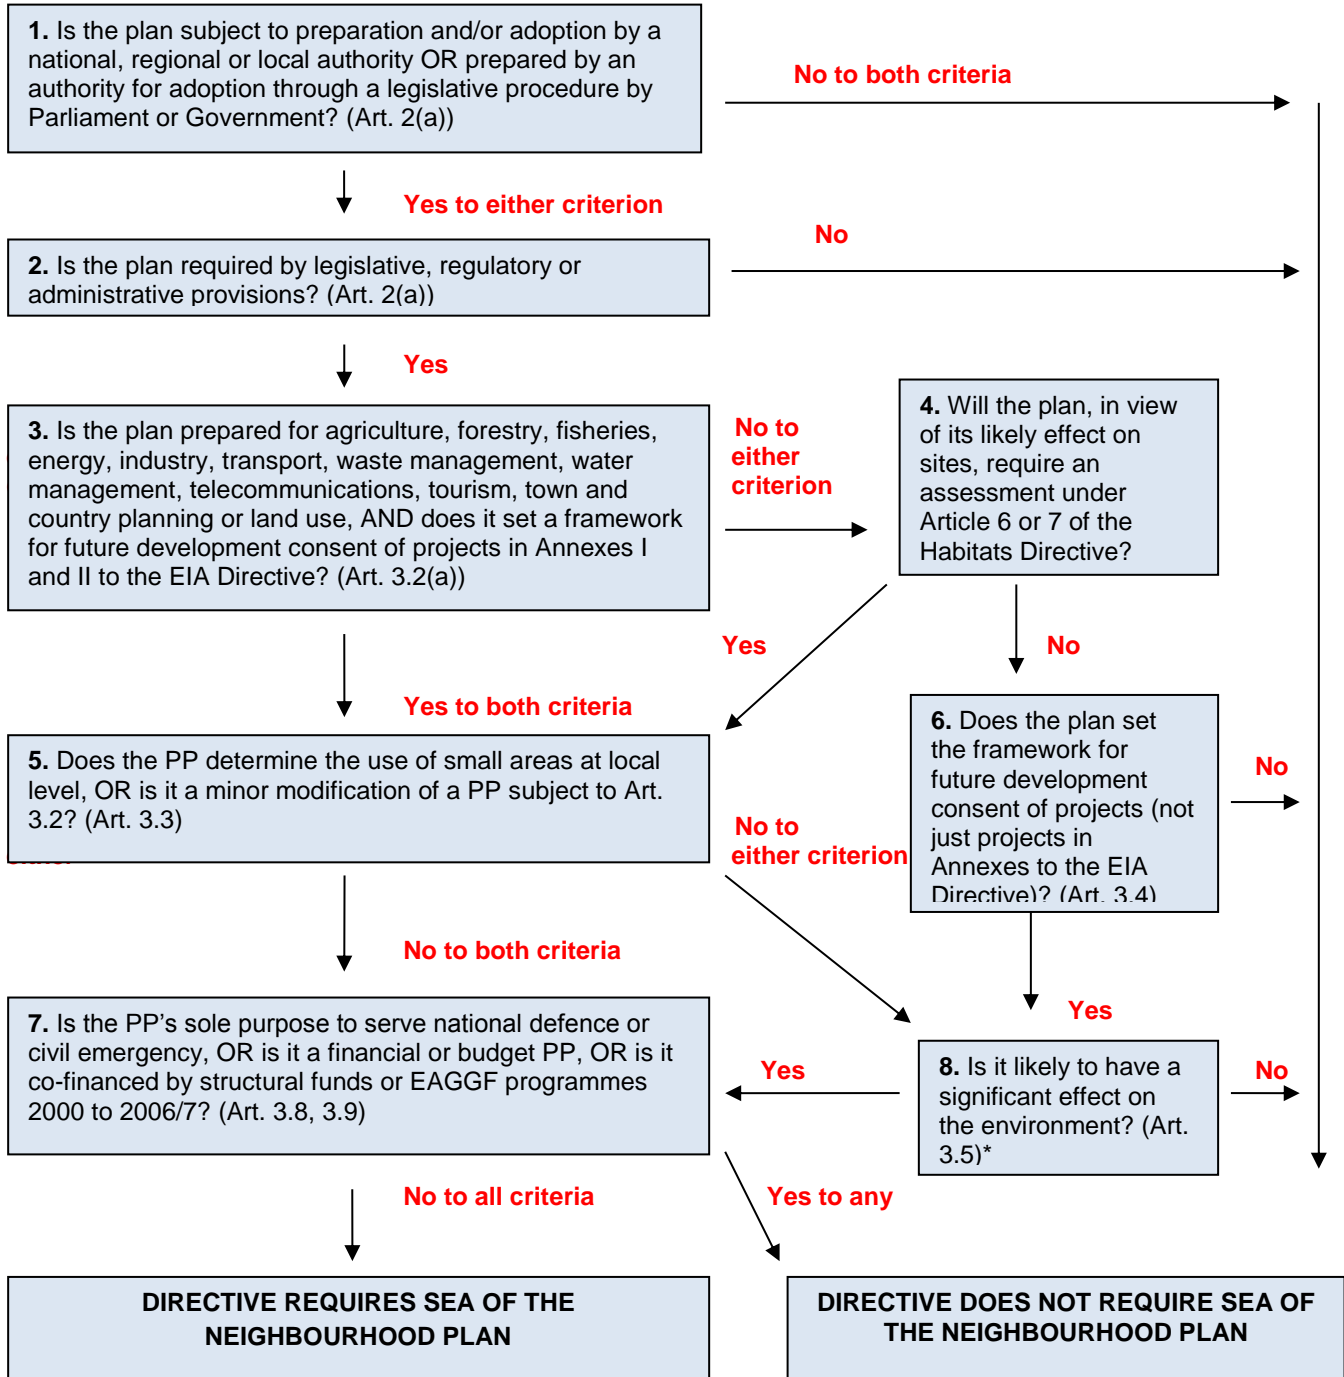 1. Is the plan subject to preparation and/or adoption by a
national, regional or local authority OR prepared by an
authority for adoption through a legislative procedure by
Parliament or Government? (Art. 2(a))
No to both criteria
Yes to either criterion
2. Is the plan required by legislative, regulatory or
administrative provisions? (Art. 2(a))
No
Yes
3. Is the plan prepared for agriculture, forestry, fisheries,
energy, industry, transport, waste management, water
management, telecommunications, tourism, town and
country planning or land use, AND does it set a framework
for future development consent of projects in Annexes I
and II to the EIA Directive? (Art. 3.2(a))
No to
either
criterion
4. Will the plan, in view
of its likely effect on
sites, require an
assessment under
Article 6 or 7 of the
Habitats Directive?
Yes
No
Yes to both criteria
5. Does the PP determine the use of small areas at local
level, OR is it a minor modification of a PP subject to Art.
3.2? (Art. 3.3)
No to
either criterion
6. Does the plan set
the framework for
future development
consent of projects (not
just projects in
Annexes to the EIA
Directive)? (Art. 3.4)
No
No to both criteria
Yes
7. Is the PP's sole purpose to serve national defence or
civil emergency, OR is it a financial or budget PP, OR is it
co-financed by structural funds or EAGGF programmes
2000 to 2006/7? (Art. 3.8, 3.9)
Yes
8. Is it likely to have a
significant effect on
the environment? (Art.
3.5)*
No
No to all criteria
Yes to any
DIRECTIVE REQUIRES SEA OF THE
NEIGHBOURHOOD PLAN
DIRECTIVE DOES NOT REQUIRE SEA OF
THE NEIGHBOURHOOD PLAN